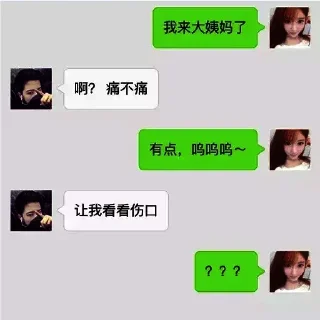 我来大姨妈了
啊？ 痛不痛
有点，呜呜呜～
让我看看伤口
？？？